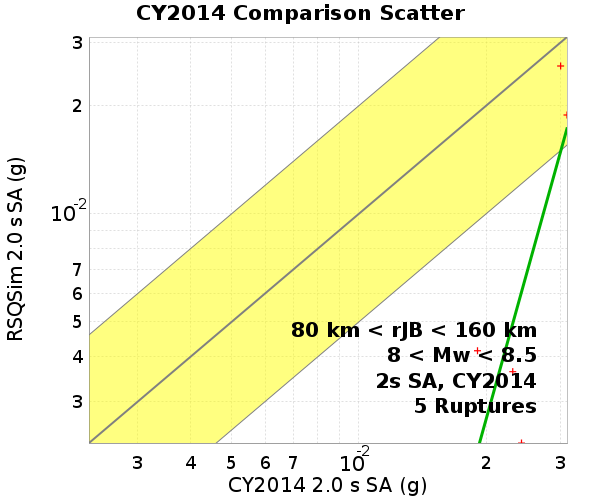 CY2014 Comparison Scatter
RSQSim 2.0 s SA (g)
3
2
10-2
7
6
5
4
3
80 km < rJB < 160 km
8 < Mw < 8.5
2s SA, CY2014
5 Ruptures
3 4 5 6 7 10-2 2 3
CY2014 2.0 s SA (g)